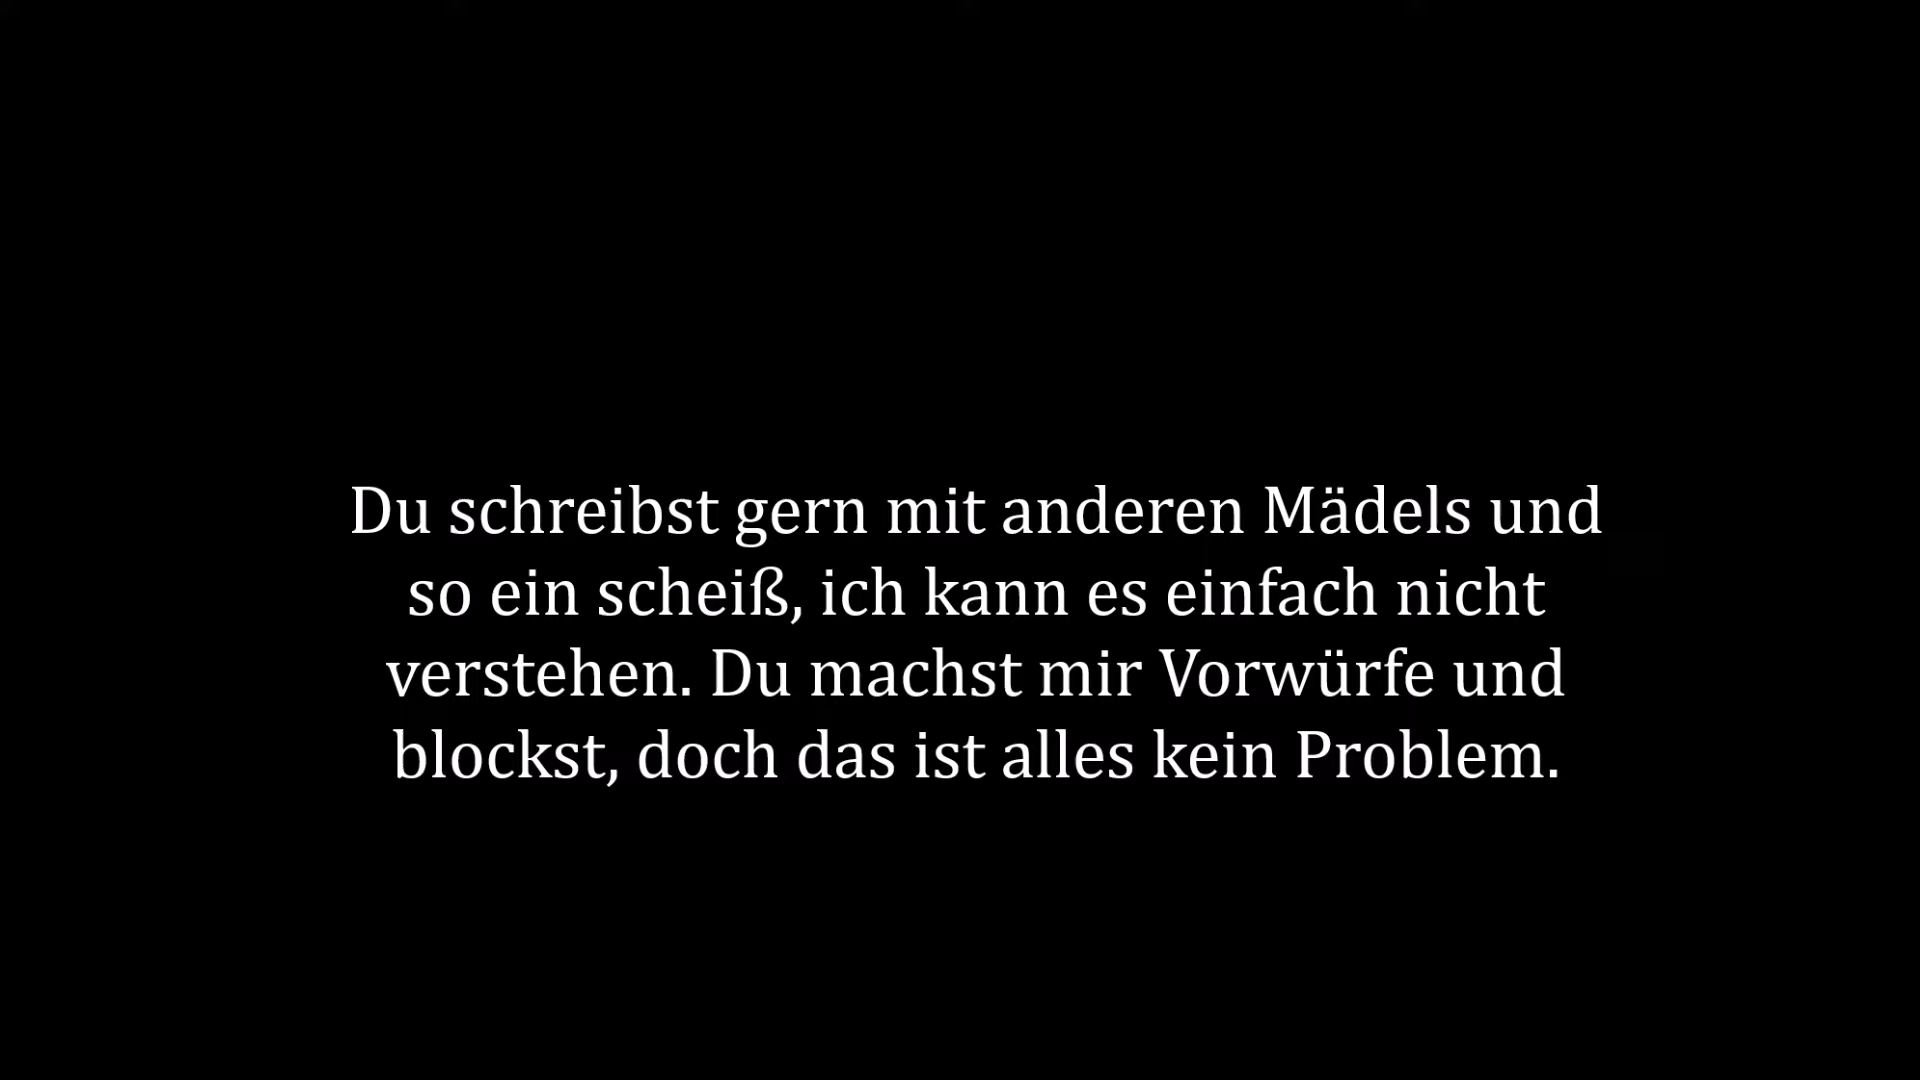 Du schreibst gern mit anderen Mädels und
so ein scheiß, ich kann es einfach nicht
verstehen. Du machst mir Vorwürfe und
blockst, doch das ist alles kein Problem.